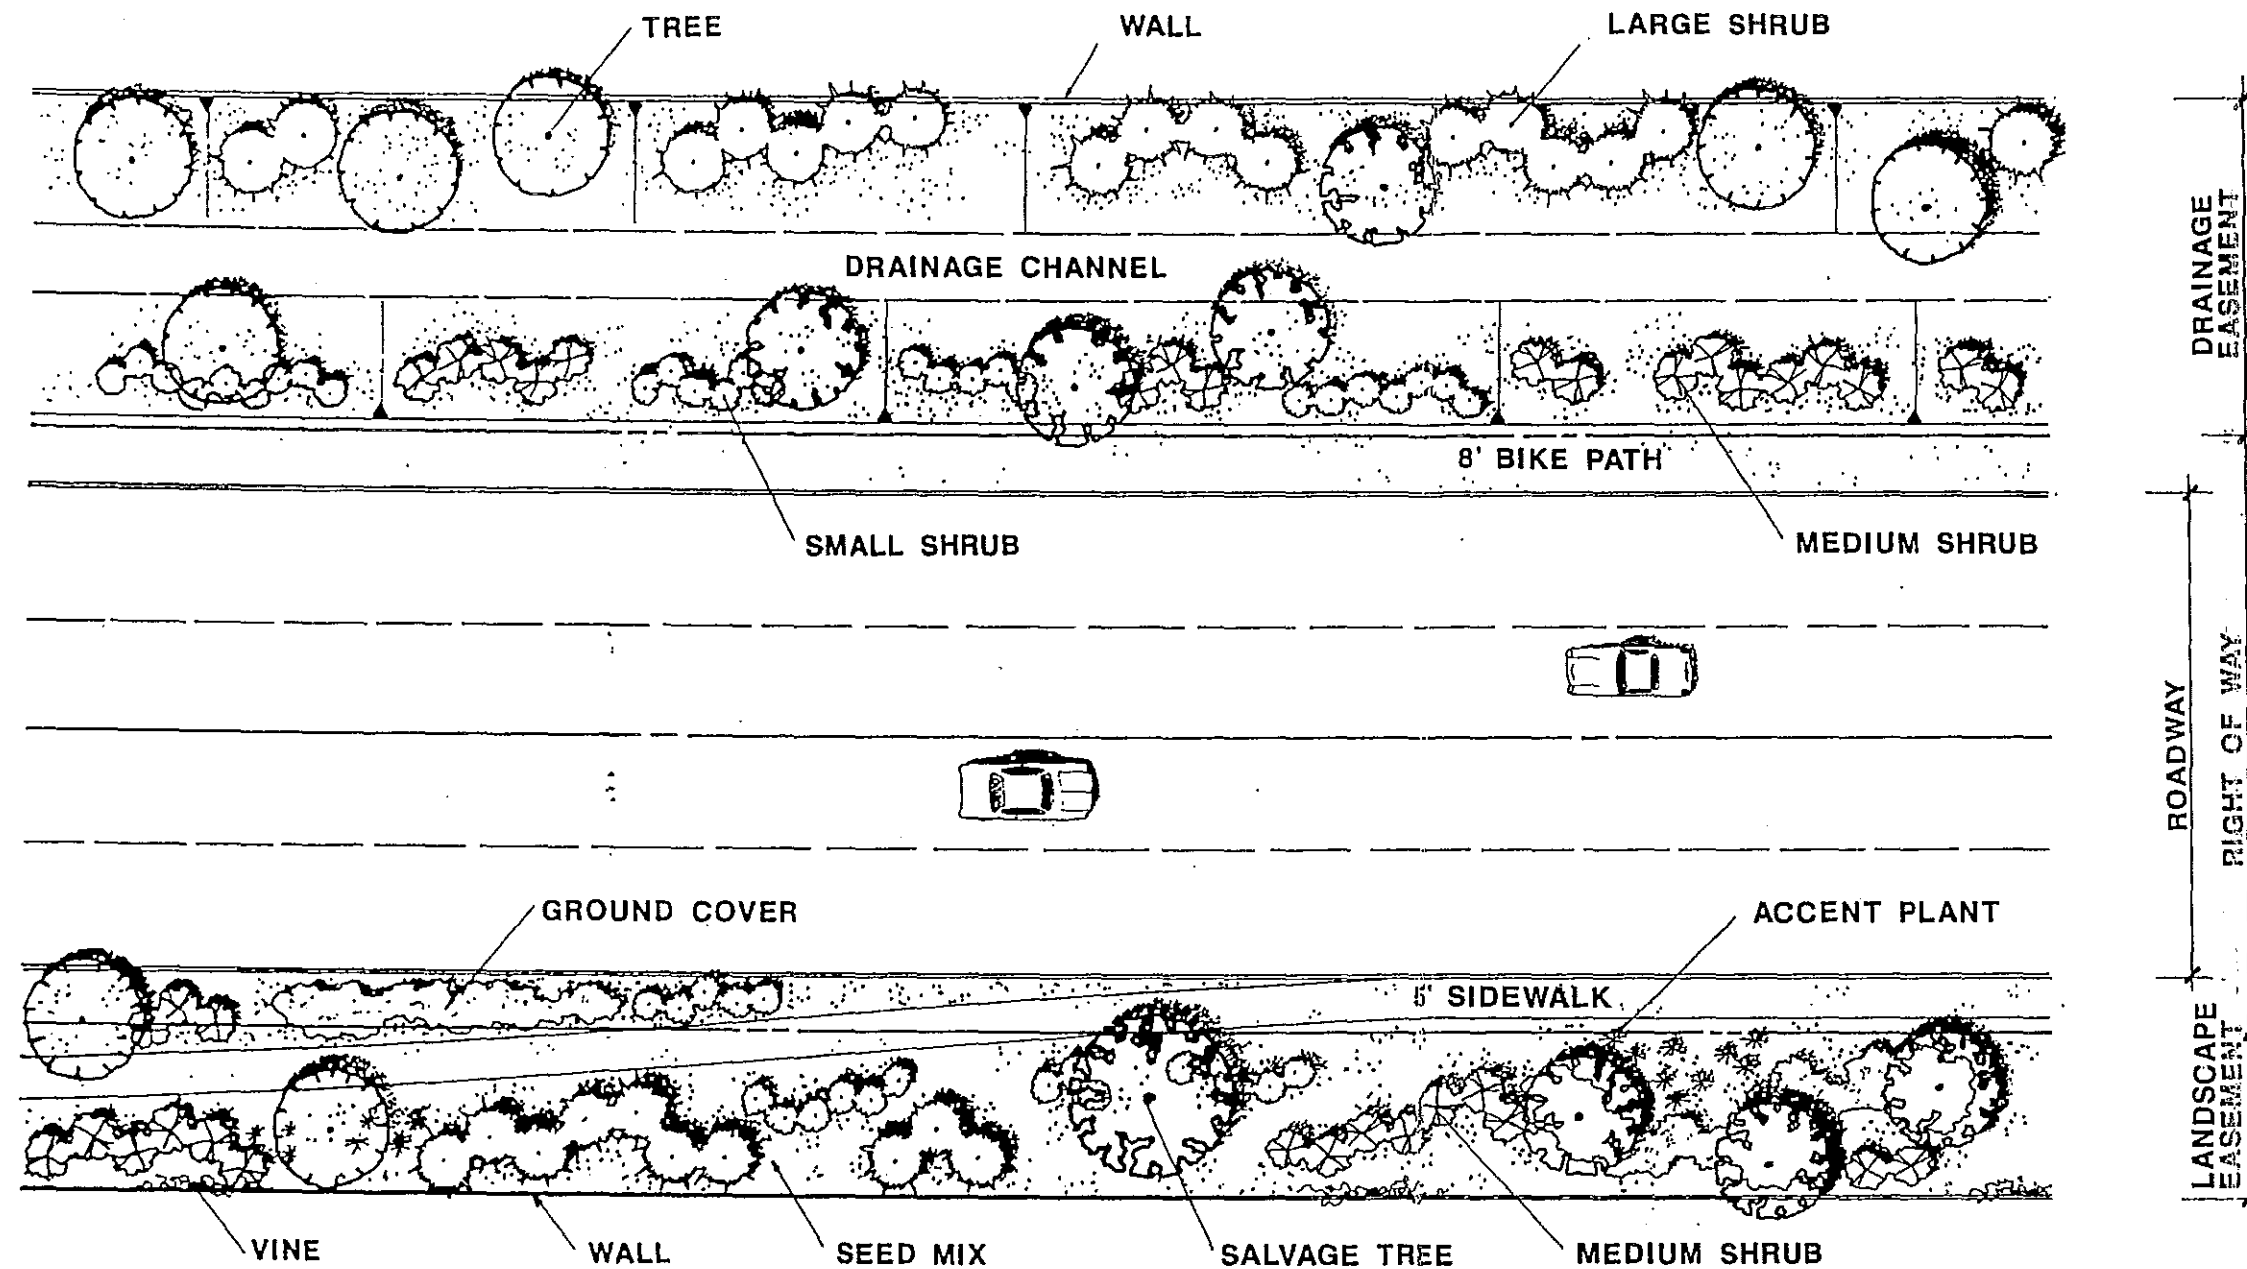 TREE
WALL
LARGE SHRUB
DRAINAGE CHANNEL
DRAINAGE
EASEMENT
8' BIKE PATH
SMALL SHRUB
MEDIUM SHRUB
ROADWAY
RIGHT OF WAY
GROUND COVER
ACCENT PLANT
5' SIDEWALK
LANDSCAPE
EASEMENT
VINE
WALL
SEED MIX
SALVAGE TREE
MEDIUM SHRUB